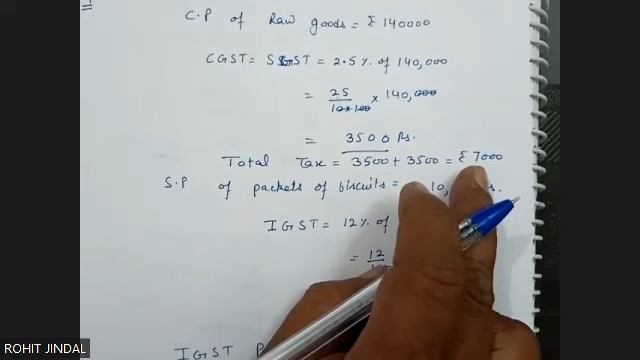 C.P of Raw goods = ₹ 140000
CGST = SGST = 2.5 % of 140,000
= 25/10×100 × 140,000
= 3500 Rs.
Total Tax = 3500 + 3500 = ₹ 7000
S.P of packets of biscuits = 10,
IGST = 12% of
= 12
IGST
ROHIT JINDAL